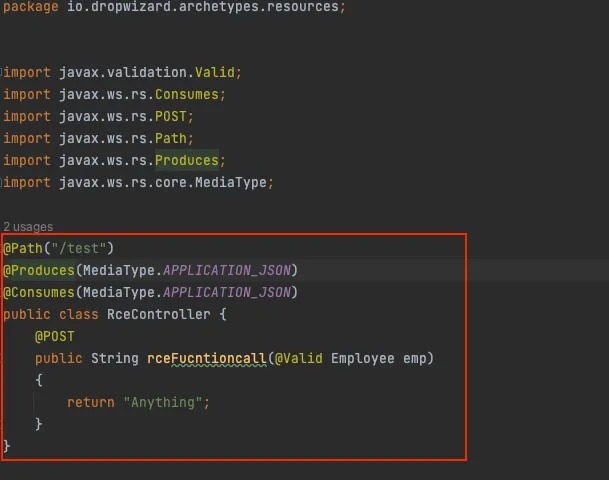 package io.dropwizard.archetypes.resources;
import javax.validation.Valid;
import javax.ws.rs.Consumes;
import javax.ws.rs.POST;
import javax.ws.rs.Path;
import javax.ws.rs.Produces;
import javax.ws.rs.core.MediaType;
2 usages
@Path("/test")
@Produces(MediaType.APPLICATION_JSON)
@Consumes(MediaType.APPLICATION_JSON)
public class RceController {
@POST
public String rceFucntioncall(@Valid Employee emp)
{
return "Anything";
}
}